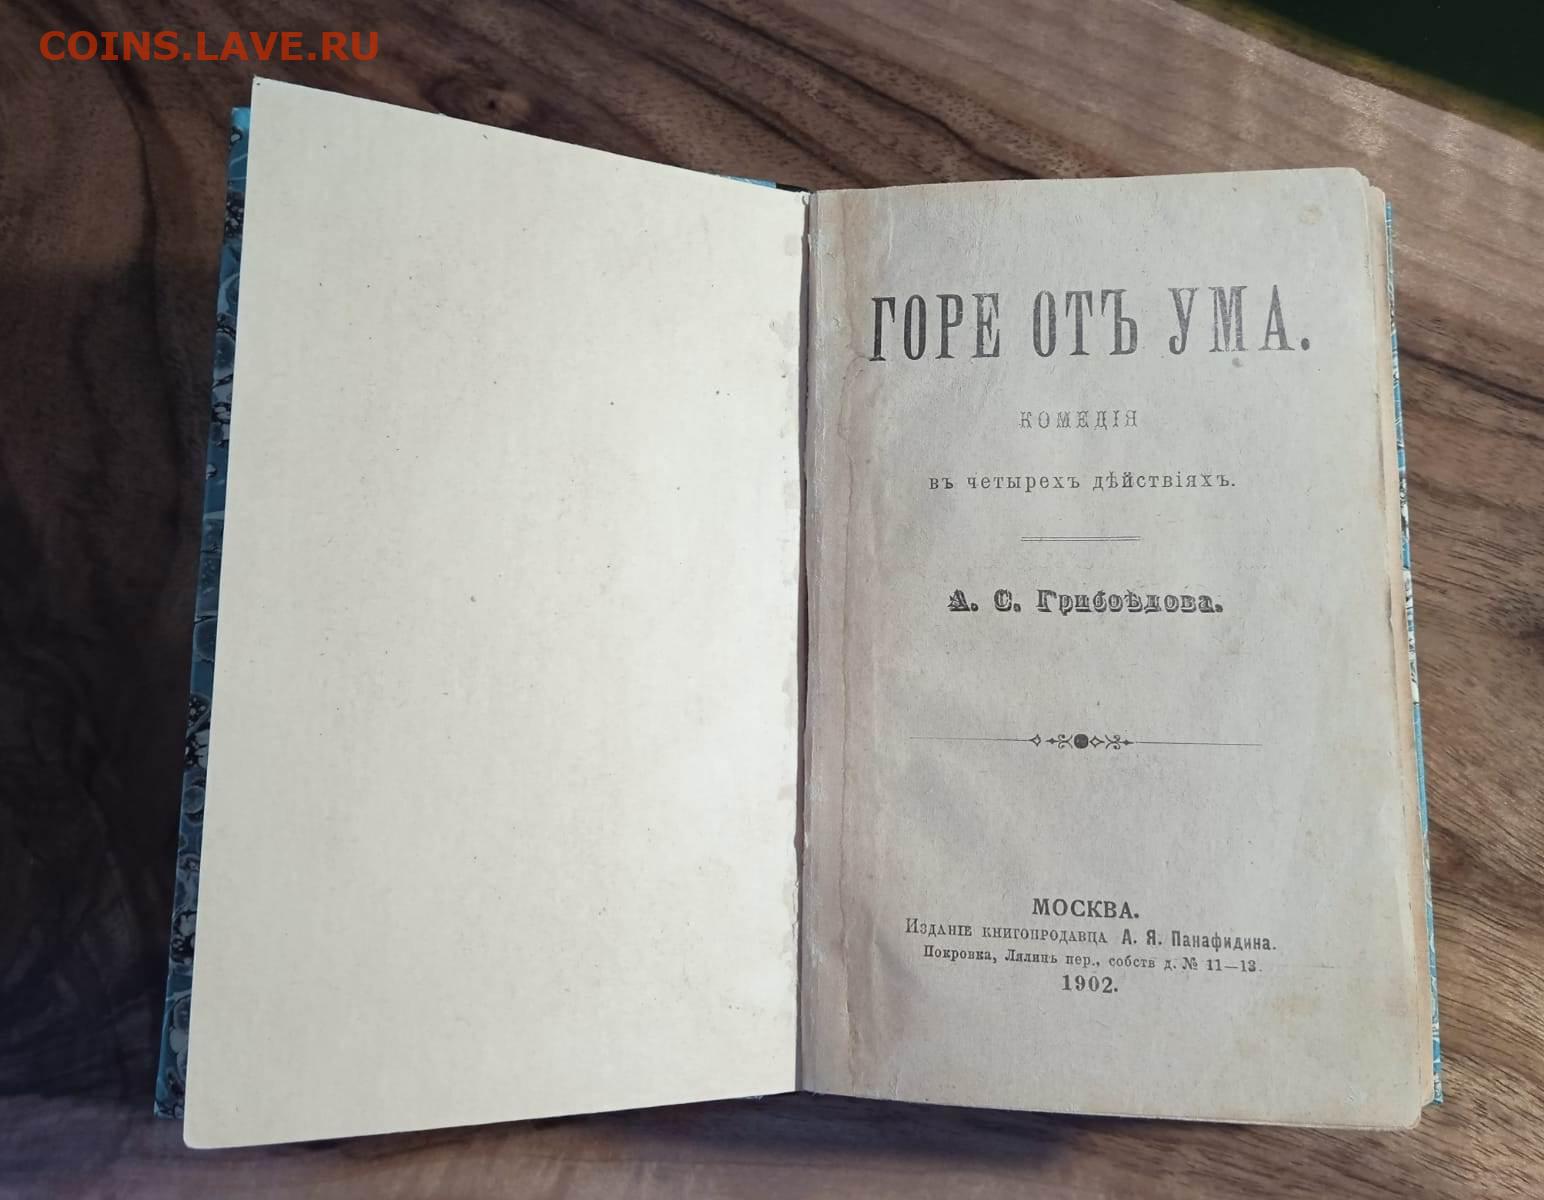 COINS.LAVE.RU
ГОРЕ ОТЪ УМА.
КОМЕДІЯ
въ четырехъ дѣйствіяхъ.
А. С. Грибоѣдова.
МОСКВА.
Изданіе книгопродавца А. Я. Панафидина.
Покровка, Лялинъ пер., собств д. № 11—13.
1902.